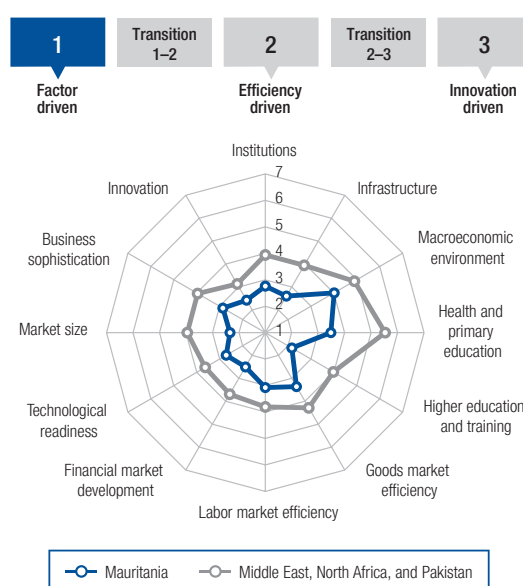 1
Transition
1–2
2
Transition
2–3
3
Factor
driven
Efficiency
driven
Innovation
driven
Institutions
7
6
5
4
3
2
1
Infrastructure
Macroeconomic
environment
Health and
primary
education
Higher education
and training
Goods market
efficiency
Labor market efficiency
Financial market
development
Technological
readiness
Market size
Business
sophistication
Innovation
Mauritania
Middle East, North Africa, and Pakistan